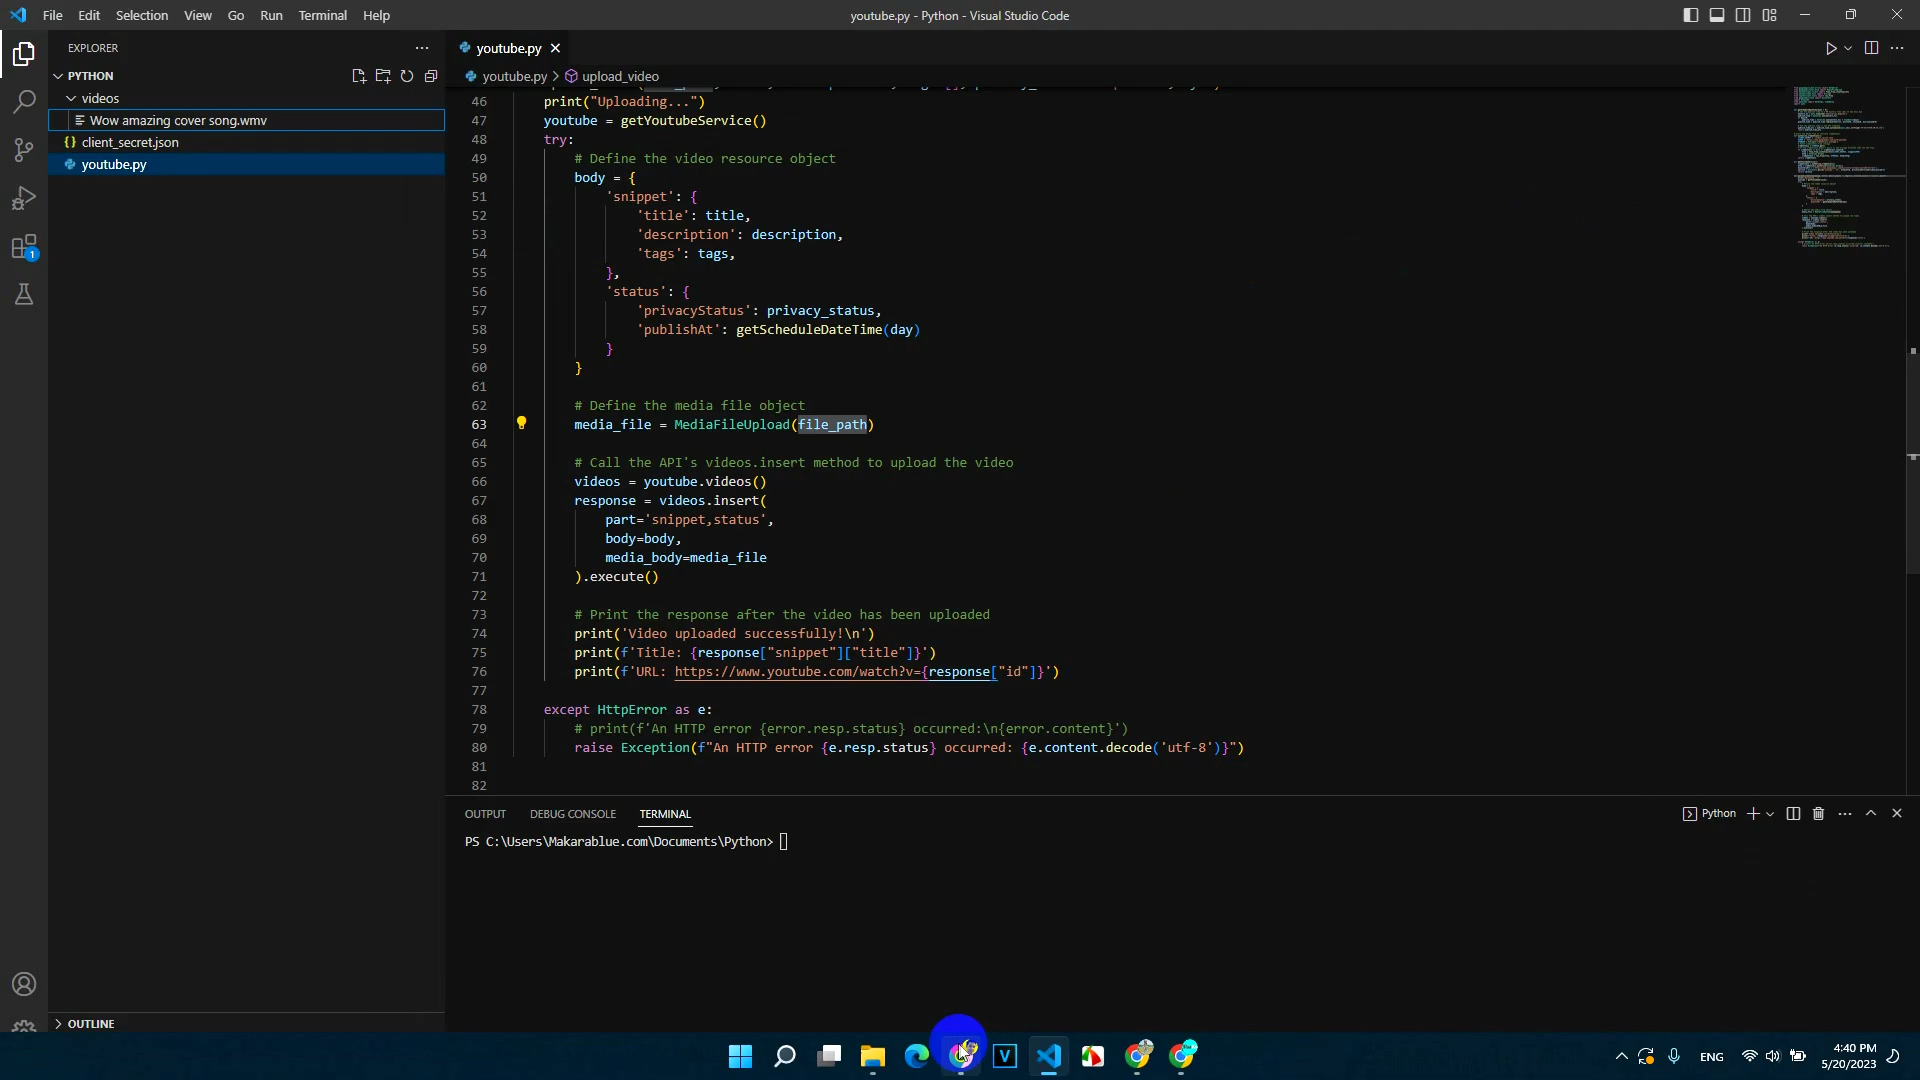 File Edit Selection View Go Run Terminal Help
youtube.py - Python - Visual Studio Code
EXPLORER
PYTHON
videos
Wow amazing cover song.wmv
client_secret.json
youtube.py
1
OUTLINE
youtube.py
youtube.py > upload_video
46 print("Uploading...")
47 youtube = getYoutubeService()
48 try:
49 # Define the video resource object
50 body = {
51 'snippet': {
52 'title': title,
53 'description': description,
54 'tags': tags,
55 },
56 'status': {
57 'privacyStatus': privacy_status,
58 'publishAt': getScheduleDateTime(day)
59 }
60 }
61
62 # Define the media file object
63 media_file = MediaFileUpload(file_path)
64
65 # Call the API's videos.insert method to upload the video
66 videos = youtube.videos()
67 response = videos.insert(
68 part='snippet,status',
69 body=body,
70 media_body=media_file
71 ).execute()
72
73 # Print the response after the video has been uploaded
74 print('Video uploaded successfully!\n')
75 print(f'Title: {response["snippet"]["title"]}')
76 print(f'URL: https://www.youtube.com/watch?v={response["id"]}')
77
78 except HttpError as e:
79 # print(f'An HTTP error {error.resp.status} occurred:\n{error.content}')
80 raise Exception(f"An HTTP error {e.resp.status} occurred: {e.content.decode('utf-8')}")
81
82
OUTPUT DEBUG CONSOLE TERMINAL
Python
PS C:\Users\Makarablue.com\Documents\Python>
V
ENG
4:40 PM
5/20/2023